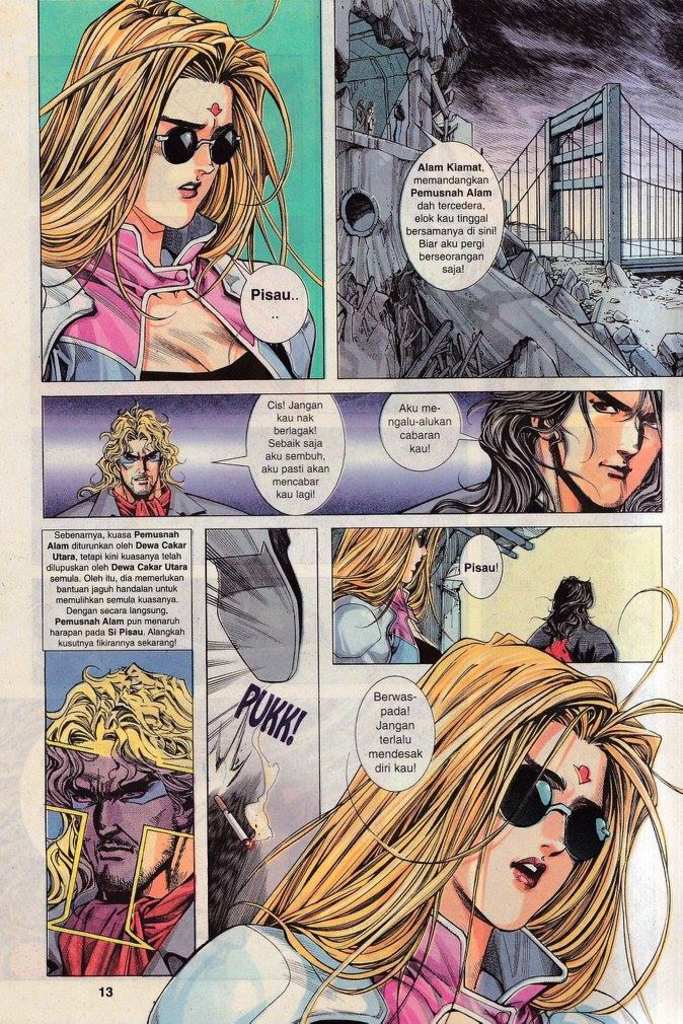 Pisau..
..
Alam Kiamat,
memandangkan
Pemusnah Alam
dah tercedera,
elok kau tinggal
bersamanya di sini!
Biar aku pergi
berseorangan
saja!
Cis! Jangan
kau nak
berlagak!
Sebaik saja
aku sembuh,
aku pasti akan
mencabar
kau lagi!
Aku me-
ngalu-alukan
cabaran
kau!
Sebenarnya, kuasa Pemusnah
Alam diturunkan oleh Dewa Cakar
Utara, tetapi kini kuasanya telah
dilupuskan oleh Dewa Cakar Utara
semula. Oleh itu, dia memerlukan
bantuan jaguh handalan untuk
memulihkan semula kuasanya.
Dengan secara langsung,
Pemusnah Alam pun menaruh
harapan pada Si Pisau. Alangkah
kusutnya fikirannya sekarang!
PUKK!
Pisau!
Berwas-
pada!
Jangan
terlalu
mendesak
diri kau!
13